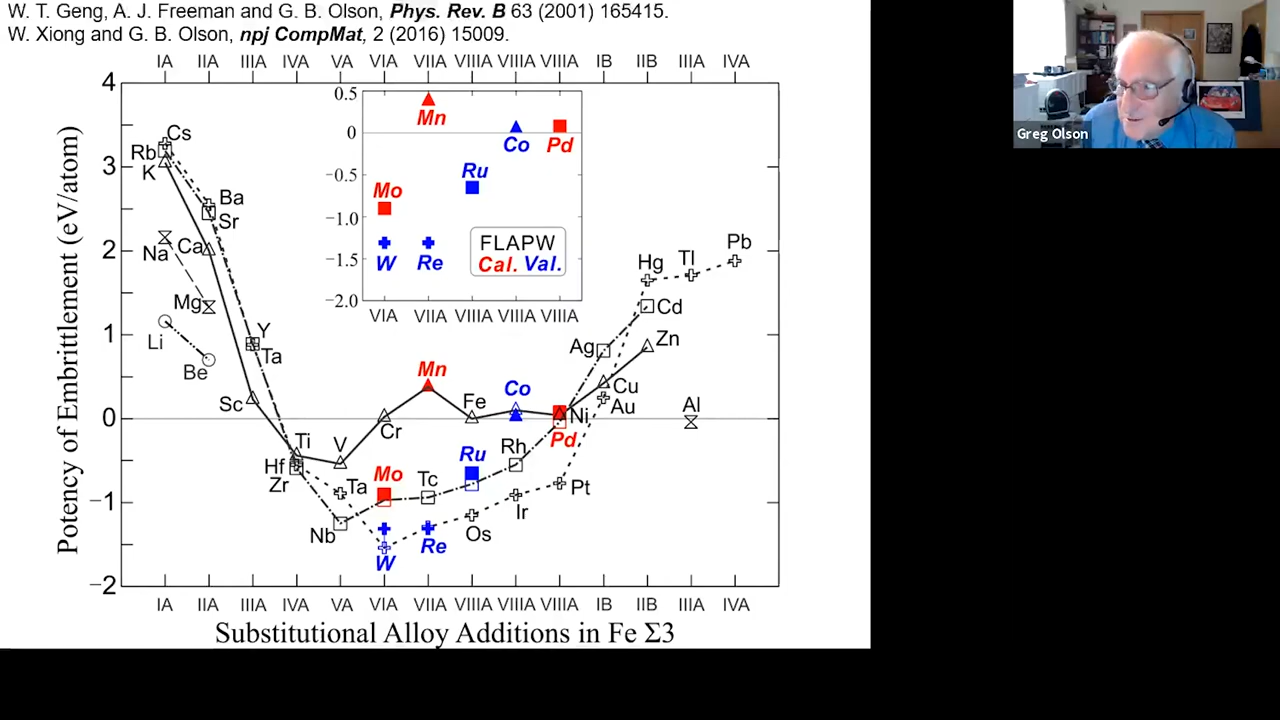 W. T. Geng, A. J. Freeman and G. B. Olson, Phys. Rev. B 63 (2001) 165415.
W. Xiong and G. B. Olson, npj CompMat, 2 (2016) 15009.
Greg Olson
IA IIA IIIA IVA VA VIA VIIA VIIIA VIIIA VIIIA IB IIB IIIA IVA
Potency of Embrittlement (eV/atom)
4
3
2
1
0
−1
−2
Cs
Rb
K
Ba
Sr
Na
Ca
Mg
Li
Be
Y
Ta
Sc
Ti
Hf
Zr
V
Ta
Nb
Cr
Mo
W
Mn
Tc
Re
Fe
Ru
Os
Co
Rh
Ir
Ni
Pd
Pt
Ag
Cu
Au
Hg
Cd
Zn
Tl
Al
Pb
0.5
0
−0.5
−1.0
−1.5
−2.0
Mn
Co
Pd
Ru
Mo
W
Re
FLAPW
Cal. Val.
VIA VIIA VIIIA VIIIA VIIIA
IA IIA IIIA IVA VA VIA VIIA VIIIA VIIIA VIIIA IB IIB IIIA IVA
Substitutional Alloy Additions in Fe Σ3